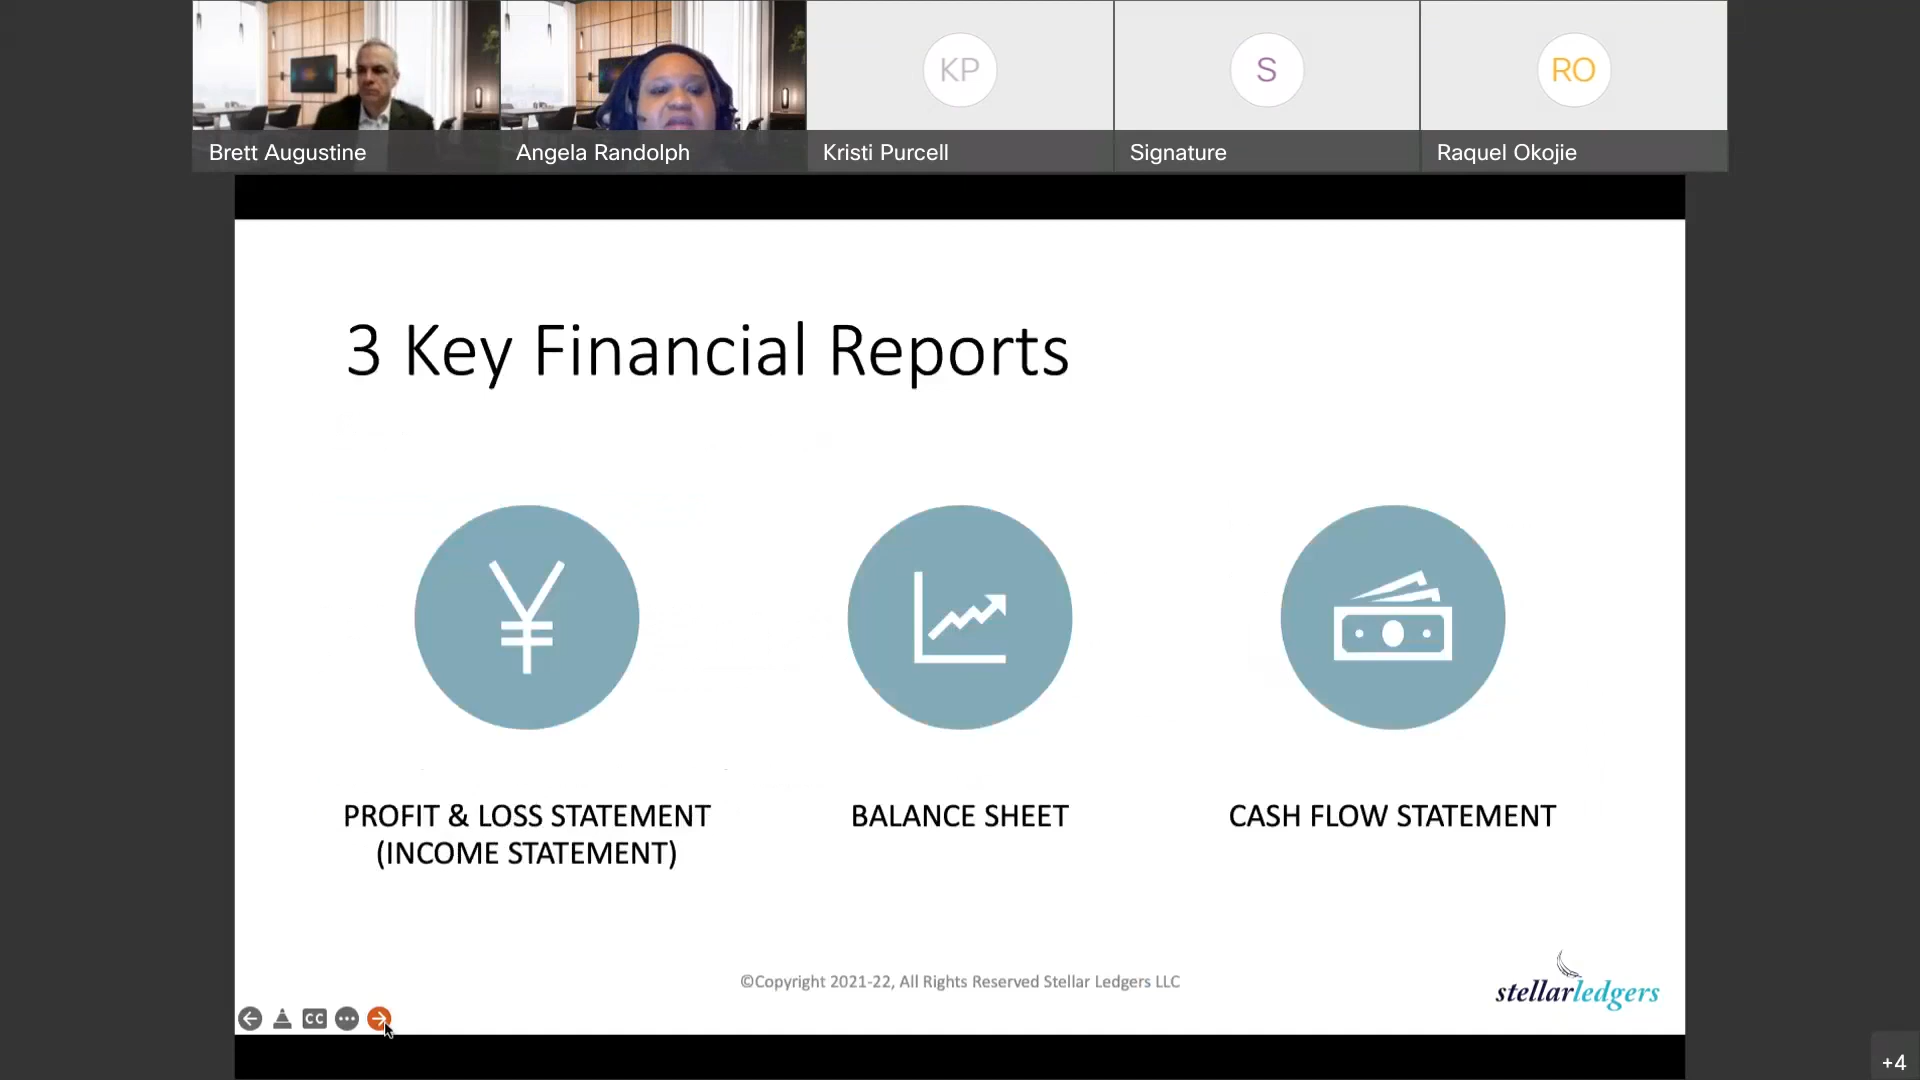 KP
S
RO
Brett Augustine
Angela Randolph
Kristi Purcell
Signature
Raquel Okojie
3 Key Financial Reports
¥
PROFIT & LOSS STATEMENT
(INCOME STATEMENT)
BALANCE SHEET
CASH FLOW STATEMENT
©Copyright 2021-22, All Rights Reserved Stellar Ledgers LLC
stellarledgers
CC
+4